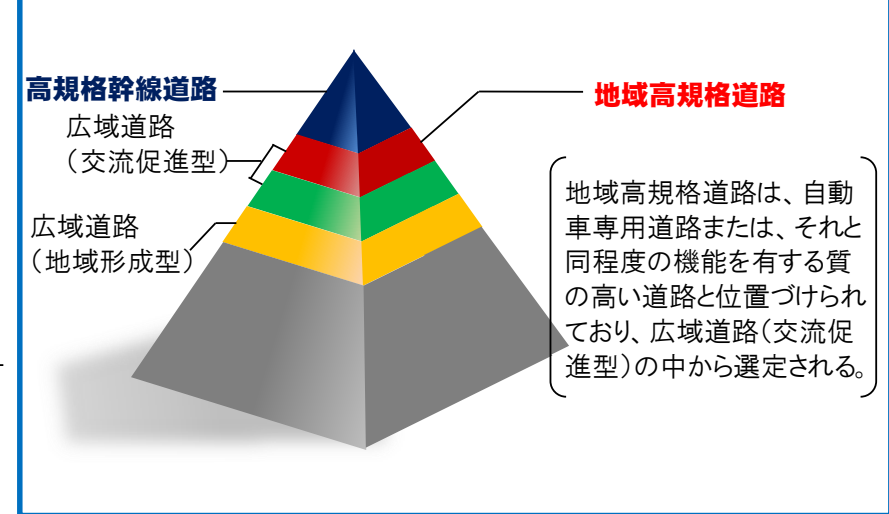 高規格幹線道路
広域道路
（交流促進型）
広域道路
（地域形成型）
地域高規格道路
地域高規格道路は、自動
車専用道路または、それと
同程度の機能を有する質
の高い道路と位置づけられ
ており、広域道路（交流促
進型）の中から選定される。